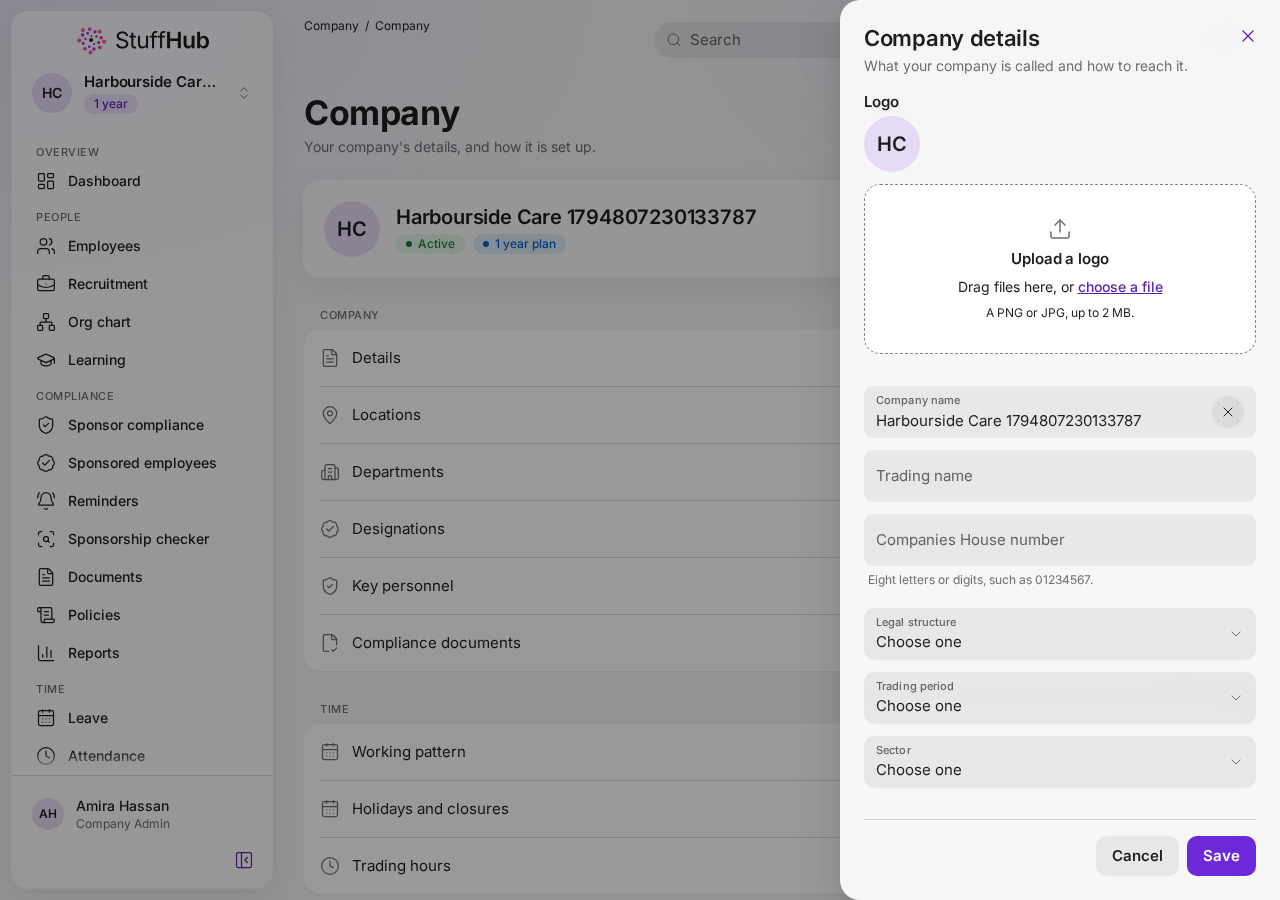 StuffHub
HC
Harbourside Car...
1 year
OVERVIEW
Dashboard
PEOPLE
Employees
Recruitment
Org chart
Learning
COMPLIANCE
Sponsor compliance
Sponsored employees
Reminders
Sponsorship checker
Documents
Policies
Reports
TIME
Leave
Attendance
AH
Amira Hassan
Company Admin
Company / Company
Search
Company
Your company's details, and how it is set up.
HC
Harbourside Care 1794807230133787
Active
1 year plan
COMPANY
Details
Locations
Departments
Designations
Key personnel
Compliance documents
TIME
Working pattern
Holidays and closures
Trading hours
Company details
What your company is called and how to reach it.
Logo
HC
Upload a logo
Drag files here, or choose a file
A PNG or JPG, up to 2 MB.
Company name
Harbourside Care 1794807230133787
Trading name
Companies House number
Eight letters or digits, such as 01234567.
Legal structure
Choose one
Trading period
Choose one
Sector
Choose one
Cancel
Save